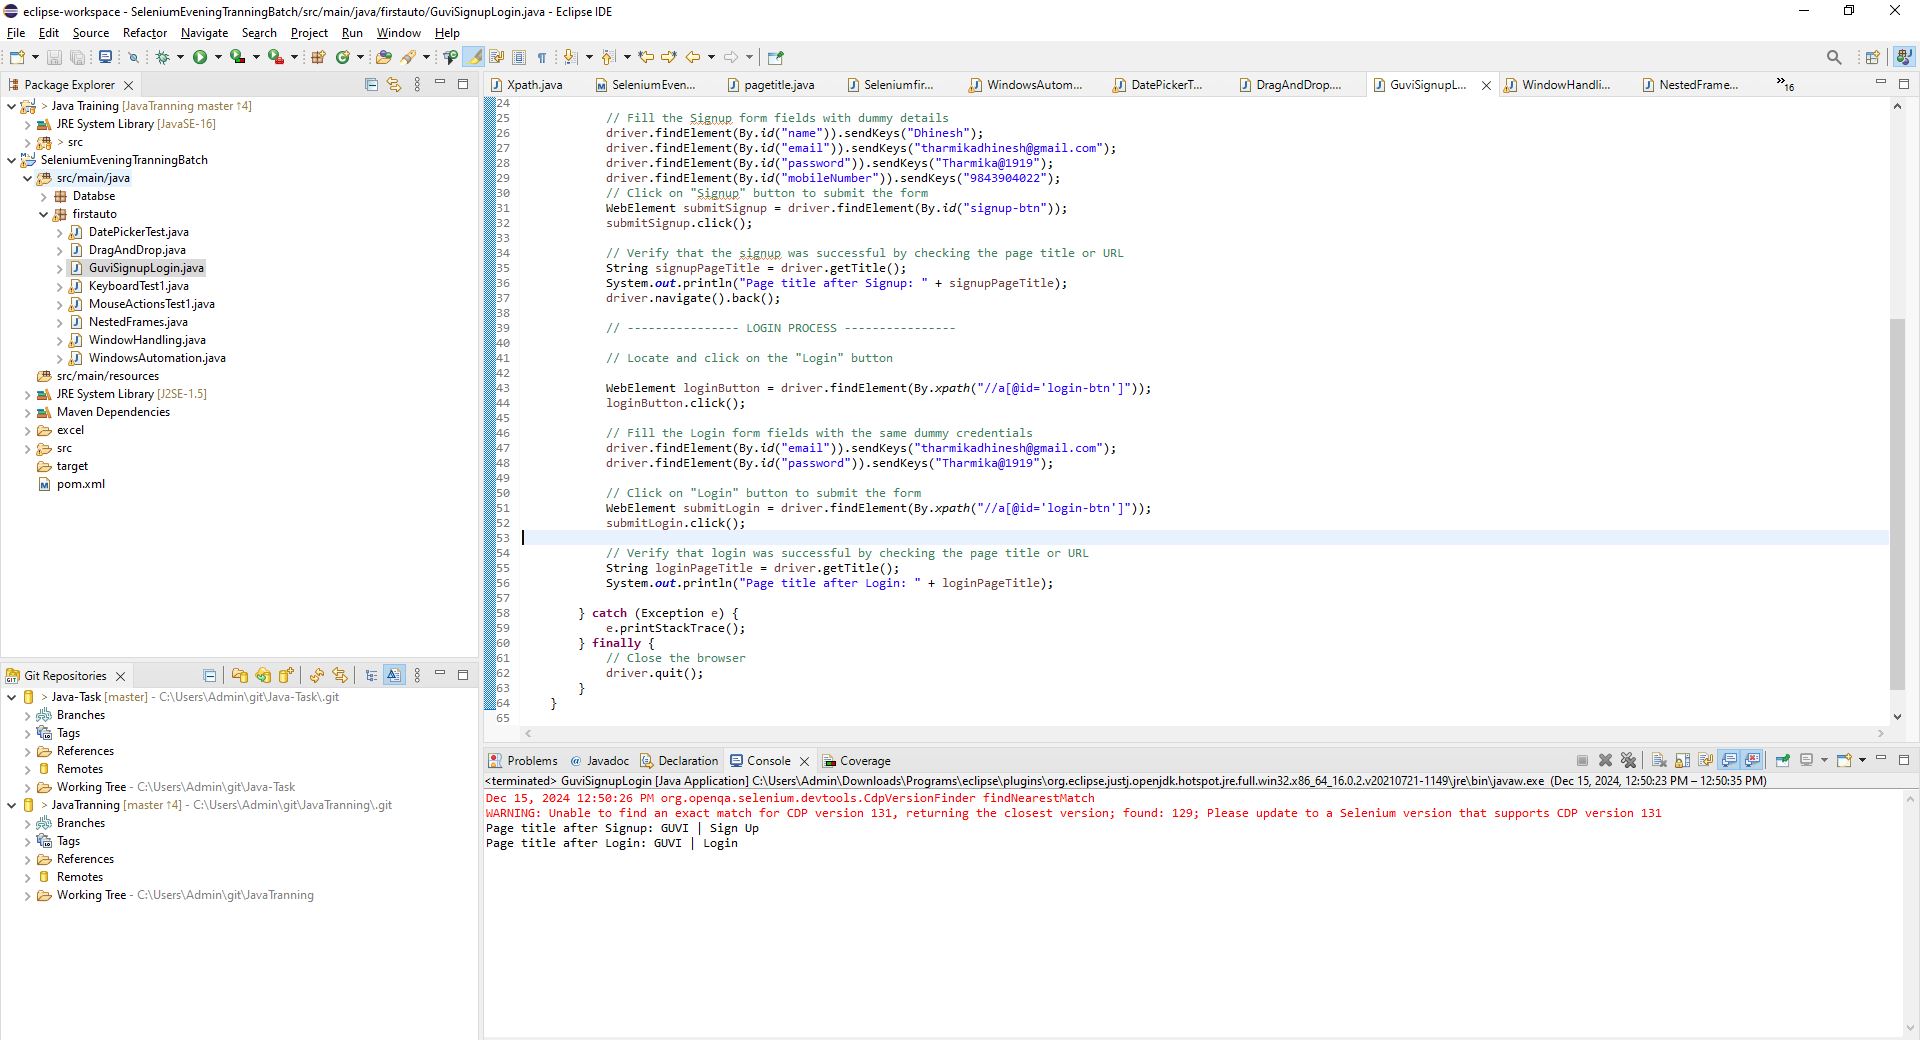 eclipse-workspace - SeleniumEveningTranningBatch/src/main/java/firstauto/GuviSignupLogin.java - Eclipse IDE
File Edit Source Refactor Navigate Search Project Run Window Help
Package Explorer
> Java Training [JavaTranning master ↑4]
JRE System Library [JavaSE-16]
> src
SeleniumEveningTranningBatch
src/main/java
Databse
firstauto
DatePickerTest.java
DragAndDrop.java
GuviSignupLogin.java
KeyboardTest1.java
MouseActionsTest1.java
NestedFrames.java
WindowHandling.java
WindowsAutomation.java
src/main/resources
JRE System Library [J2SE-1.5]
Maven Dependencies
excel
src
target
pom.xml
Git Repositories
> Java-Task [master] - C:\Users\Admin\git\Java-Task\.git
Branches
Tags
References
Remotes
Working Tree - C:\Users\Admin\git\Java-Task
> JavaTranning [master ↑4] - C:\Users\Admin\git\JavaTranning\.git
Branches
Tags
References
Remotes
Working Tree - C:\Users\Admin\git\JavaTranning
Xpath.java SeleniumEven... pagetitle.java Seleniumfir... WindowsAutom... DatePickerT... DragAndDrop.... GuviSignupL... WindowHandli... NestedFrame... »16
24
25 // Fill the Signup form fields with dummy details
26 driver.findElement(By.id("name")).sendKeys("Dhinesh");
27 driver.findElement(By.id("email")).sendKeys("tharmikadhinesh@gmail.com");
28 driver.findElement(By.id("password")).sendKeys("Tharmika@1919");
29 driver.findElement(By.id("mobileNumber")).sendKeys("9843904022");
30 // Click on "Signup" button to submit the form
31 WebElement submitSignup = driver.findElement(By.id("signup-btn"));
32 submitSignup.click();
33
34 // Verify that the signup was successful by checking the page title or URL
35 String signupPageTitle = driver.getTitle();
36 System.out.println("Page title after Signup: " + signupPageTitle);
37 driver.navigate().back();
38
39 // ---------------- LOGIN PROCESS ----------------
40
41 // Locate and click on the "Login" button
42
43 WebElement loginButton = driver.findElement(By.xpath("//a[@id='login-btn']"));
44 loginButton.click();
45
46 // Fill the Login form fields with the same dummy credentials
47 driver.findElement(By.id("email")).sendKeys("tharmikadhinesh@gmail.com");
48 driver.findElement(By.id("password")).sendKeys("Tharmika@1919");
49
50 // Click on "Login" button to submit the form
51 WebElement submitLogin = driver.findElement(By.xpath("//a[@id='login-btn']"));
52 submitLogin.click();
53
54 // Verify that login was successful by checking the page title or URL
55 String loginPageTitle = driver.getTitle();
56 System.out.println("Page title after Login: " + loginPageTitle);
57
58 } catch (Exception e) {
59 e.printStackTrace();
60 } finally {
61 // Close the browser
62 driver.quit();
63 }
64 }
65
Problems @ Javadoc Declaration Console Coverage
<terminated> GuviSignupLogin [Java Application] C:\Users\Admin\Downloads\Programs\eclipse\plugins\org.eclipse.justj.openjdk.hotspot.jre.full.win32.x86_64_16.0.2.v20210721-1149\jre\bin\javaw.exe (Dec 15, 2024, 12:50:23 PM – 12:50:35 PM)
Dec 15, 2024 12:50:26 PM org.openqa.selenium.devtools.CdpVersionFinder findNearestMatch
WARNING: Unable to find an exact match for CDP version 131, returning the closest version; found: 129; Please update to a Selenium version that supports CDP version 131
Page title after Signup: GUVI | Sign Up
Page title after Login: GUVI | Login